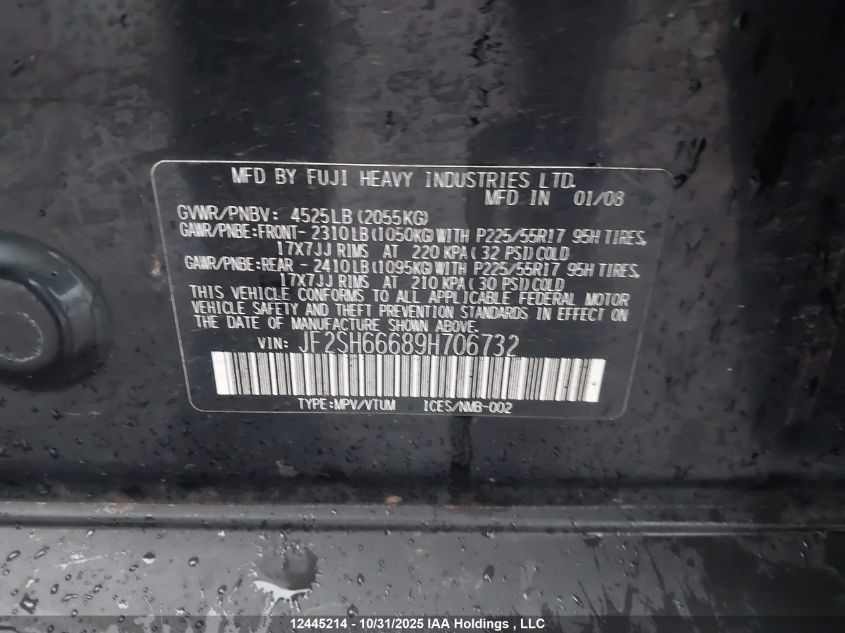 MFD BY FUJI HEAVY INDUSTRIES LTD.
MFD IN 01/08
GVWR/PNBV: 4525LB(2055KG)
GAWR/PNBE:FRONT- 2310LB(1050KG)WITH P225/55R17 95H TIRES,
17X7JJ RIMS AT 220 KPA( 32 PSI)COLD
GAWR/PNBE:REAR - 2410LB(1095KG)WITH P225/55R17 95H TIRES,
17X7JJ RIMS AT 210 KPA( 30 PSI)COLD
THIS VEHICLE CONFORMS TO ALL APPLICABLE FEDERAL MOTOR
VEHICLE SAFETY AND THEFT PREVENTION STANDARDS IN EFFECT ON
THE DATE OF MANUFACTURE SHOWN ABOVE.
VIN: JF2SH66689H706732
TYPE:MPV/VTUM ICES/NMB-002
12445214 - 10/31/2025 IAA Holdings, LLC